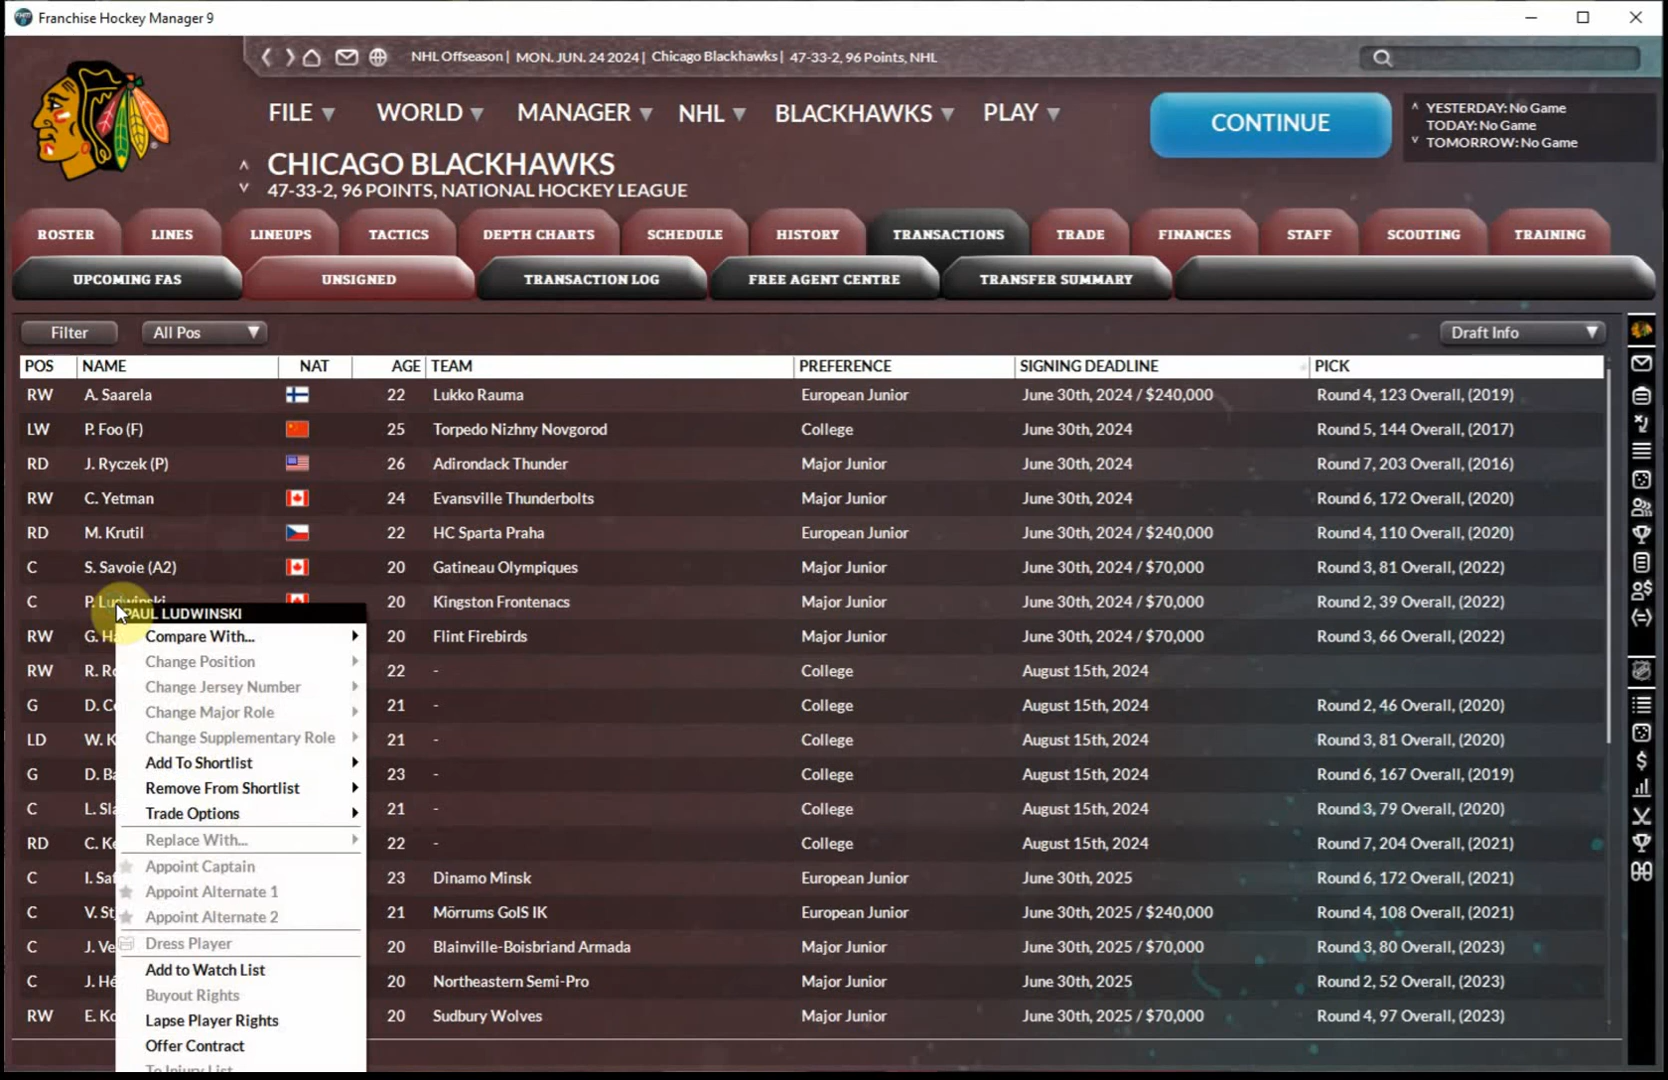 Franchise Hockey Manager 9
NHL Offseason | MON. JUN. 24 2024 | Chicago Blackhawks | 47-33-2, 96 Points, NHL
FILE WORLD MANAGER NHL BLACKHAWKS PLAY
CONTINUE
YESTERDAY: No Game
TODAY: No Game
TOMORROW: No Game
CHICAGO BLACKHAWKS
47-33-2, 96 POINTS, NATIONAL HOCKEY LEAGUE
ROSTER LINES LINEUPS TACTICS DEPTH CHARTS SCHEDULE HISTORY TRANSACTIONS TRADE FINANCES STAFF SCOUTING TRAINING
UPCOMING FAS UNSIGNED TRANSACTION LOG FREE AGENT CENTRE TRANSFER SUMMARY
Filter All Pos Draft Info
POS NAME NAT AGE TEAM PREFERENCE SIGNING DEADLINE PICK
RW A. Saarela 22 Lukko Rauma European Junior June 30th, 2024 / $240,000 Round 4, 123 Overall, (2019)
LW P. Foo (F) 25 Torpedo Nizhny Novgorod College June 30th, 2024 Round 5, 144 Overall, (2017)
RD J. Ryczek (P) 26 Adirondack Thunder Major Junior June 30th, 2024 Round 7, 203 Overall, (2016)
RW C. Yetman 24 Evansville Thunderbolts Major Junior June 30th, 2024 Round 6, 172 Overall, (2020)
RD M. Krutil 22 HC Sparta Praha European Junior June 30th, 2024 / $240,000 Round 4, 110 Overall, (2020)
C S. Savoie (A2) 20 Gatineau Olympiques Major Junior June 30th, 2024 / $70,000 Round 3, 81 Overall, (2022)
C P. Ludwinski 20 Kingston Frontenacs Major Junior June 30th, 2024 / $70,000 Round 2, 39 Overall, (2022)
RW G. Ha 20 Flint Firebirds Major Junior June 30th, 2024 / $70,000 Round 3, 66 Overall, (2022)
RW R. Ro 22 - College August 15th, 2024
G D. Co 21 - College August 15th, 2024 Round 2, 46 Overall, (2020)
LD W. K 21 - College August 15th, 2024 Round 3, 81 Overall, (2020)
G D. Ba 23 - College August 15th, 2024 Round 6, 167 Overall, (2019)
C L. Sla 21 - College August 15th, 2024 Round 3, 79 Overall, (2020)
RD C. Ke 22 - College August 15th, 2024 Round 7, 204 Overall, (2021)
C I. Saf 23 Dinamo Minsk European Junior June 30th, 2025 Round 6, 172 Overall, (2021)
C V. St 21 Mörrums GoIS IK European Junior June 30th, 2025 / $240,000 Round 4, 108 Overall, (2021)
C J. Ve 20 Blainville-Boisbriand Armada Major Junior June 30th, 2025 / $70,000 Round 3, 80 Overall, (2023)
C J. Hé 20 Northeastern Semi-Pro Major Junior June 30th, 2025 Round 2, 52 Overall, (2023)
RW E. Ko 20 Sudbury Wolves Major Junior June 30th, 2025 / $70,000 Round 4, 97 Overall, (2023)
PAUL LUDWINSKI
Compare With...
Change Position
Change Jersey Number
Change Major Role
Change Supplementary Role
Add To Shortlist
Remove From Shortlist
Trade Options
Replace With...
Appoint Captain
Appoint Alternate 1
Appoint Alternate 2
Dress Player
Add to Watch List
Buyout Rights
Lapse Player Rights
Offer Contract
To Injury List